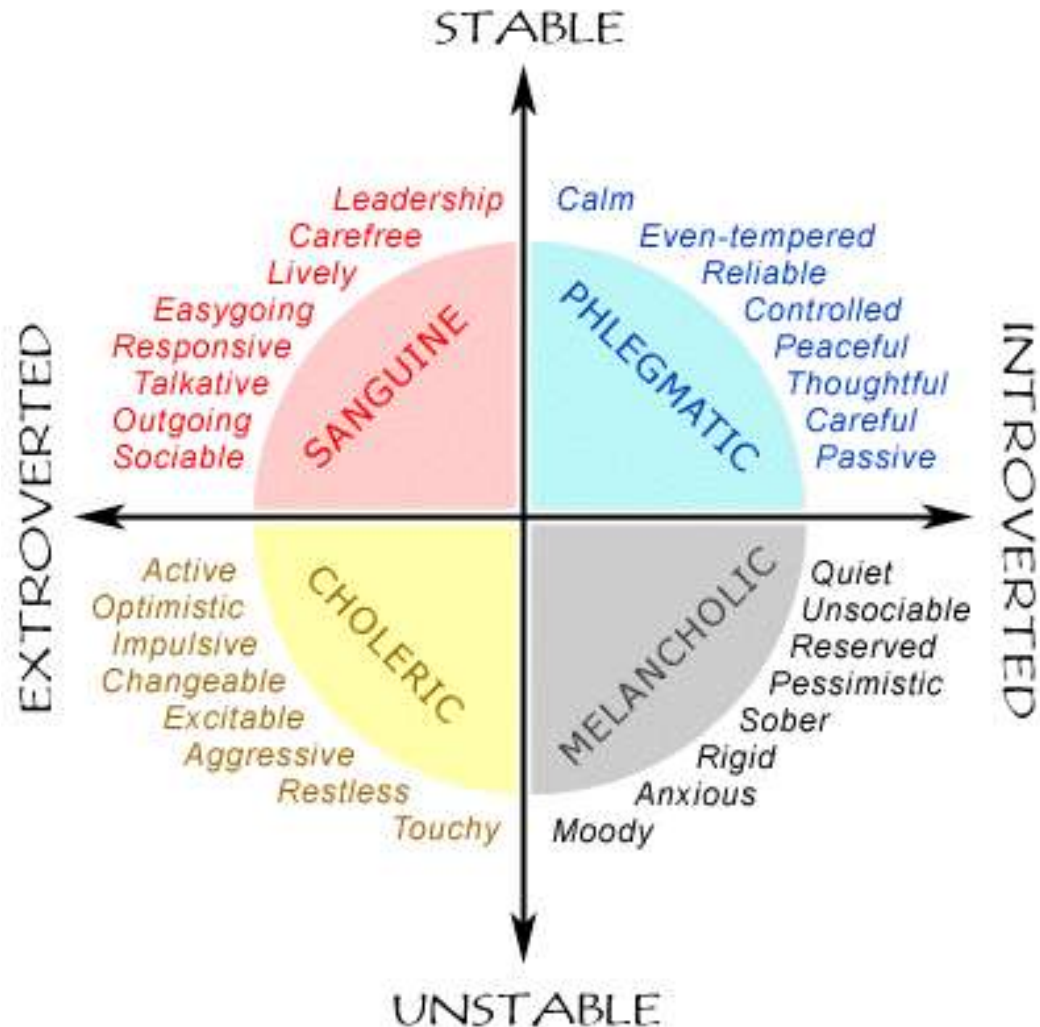 STABLE
Leadership
Carefree
Lively
Easygoing
Responsive
Talkative
Outgoing
Sociable
SANGUINE
Calm
Even-tempered
Reliable
Controlled
Peaceful
Thoughtful
Careful
Passive
PHLEGMATIC
EXTROVERTED
INTROVERTED
Active
Optimistic
Impulsive
Changeable
Excitable
Aggressive
Restless
Touchy
CHOLERIC
Quiet
Unsociable
Reserved
Pessimistic
Sober
Rigid
Anxious
Moody
MELANCHOLIC
UNSTABLE